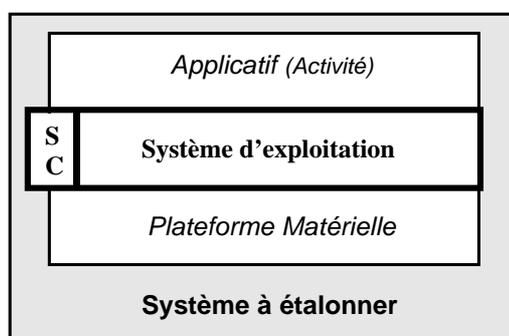 Applicatif (Activité)
S
C
Système d'exploitation
Plateforme Matérielle
Système à étalonner